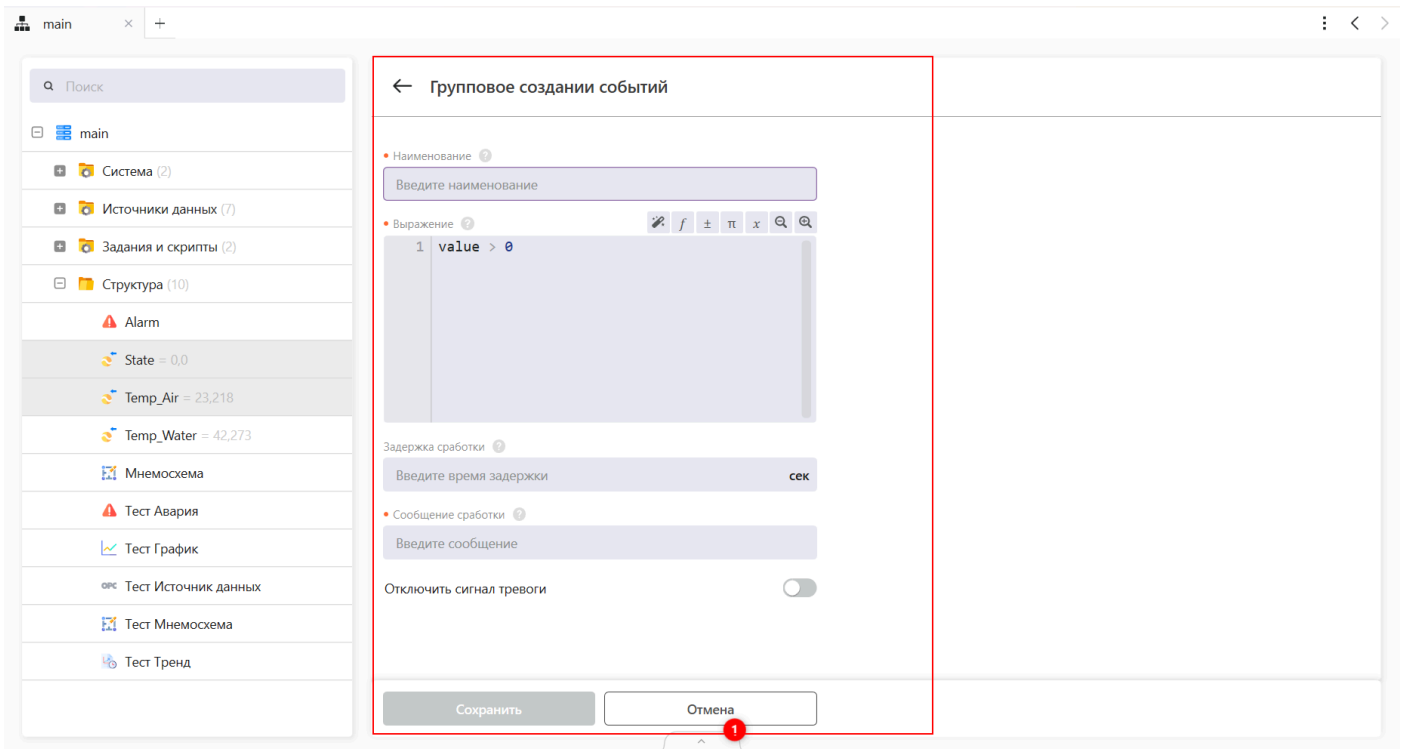 main × +
Поиск
main
Система (2)
Источники данных (7)
Задания и скрипты (2)
Структура (10)
Alarm
State = 0,0
Temp_Air = 23,218
Temp_Water = 42,273
Мнемосхема
Тест Авария
Тест График
OPC Тест Источник данных
Тест Мнемосхема
Тест Тренд
← Групповое создании событий
• Наименование ?
Введите наименование
• Выражение ? f ± π x
1 value > 0
Задержка сработки ?
Введите время задержки сек
• Сообщение сработки ?
Введите сообщение
Отключить сигнал тревоги
Сохранить Отмена
1